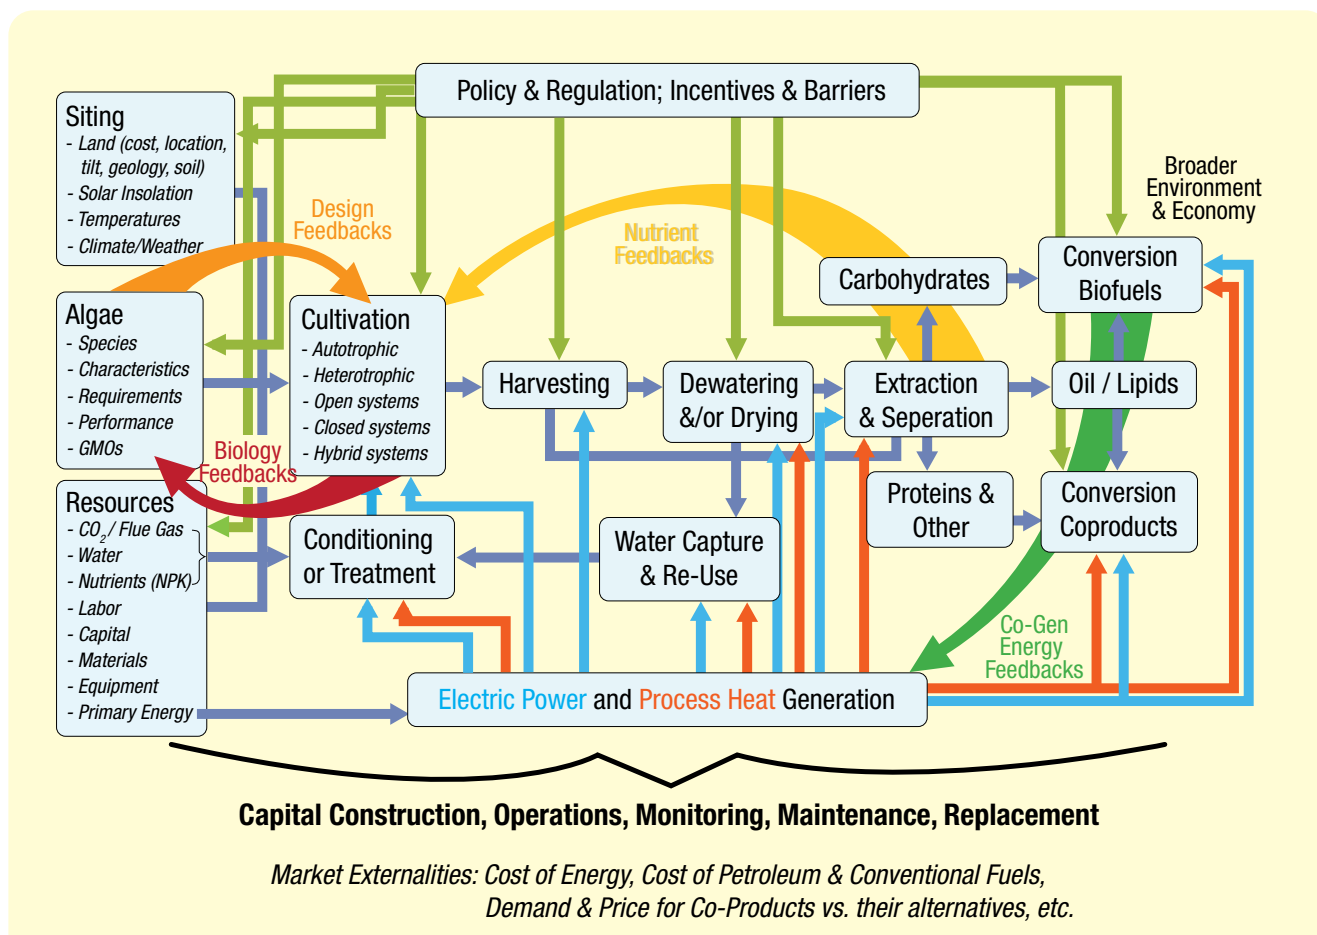 Policy & Regulation; Incentives & Barriers
Siting
- Land (cost, location,
tilt, geology, soil)
- Solar Insolation
- Temperatures
- Climate/Weather
Broader
Environment
& Economy
Design
Feedbacks
Nutrient
Feedbacks
Conversion
Biofuels
Carbohydrates
Algae
- Species
- Characteristics
- Requirements
- Performance
- GMOs
Cultivation
- Autotrophic
- Heterotrophic
- Open systems
- Closed systems
- Hybrid systems
Harvesting
Dewatering
&/or Drying
Extraction
& Seperation
Oil / Lipids
Biology
Feedbacks
Resources
- CO2/ Flue Gas
- Water
- Nutrients (NPK)
- Labor
- Capital
- Materials
- Equipment
- Primary Energy
Conditioning
or Treatment
Water Capture
& Re-Use
Proteins &
Other
Conversion
Coproducts
Co-Gen
Energy
Feedbacks
Electric Power and Process Heat Generation
Capital Construction, Operations, Monitoring, Maintenance, Replacement
Market Externalities: Cost of Energy, Cost of Petroleum & Conventional Fuels,
Demand & Price for Co-Products vs. their alternatives, etc.